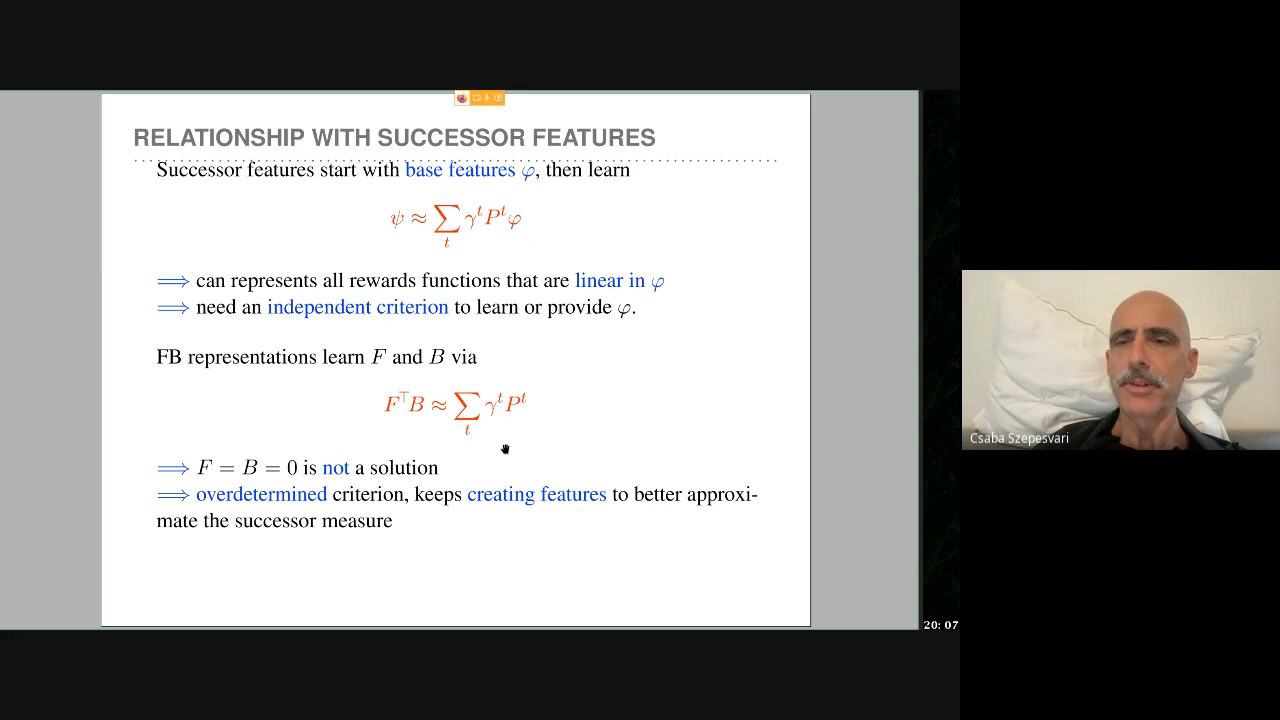 RELATIONSHIP WITH SUCCESSOR FEATURES
Successor features start with base features φ, then learn
ψ ≈ ∑_t γ^t P^t φ
⟹ can represents all rewards functions that are linear in φ
⟹ need an independent criterion to learn or provide φ.
FB representations learn F and B via
F^⊤B ≈ ∑_t γ^t P^t
⟹ F = B = 0 is not a solution
⟹ overdetermined criterion, keeps creating features to better approxi-
mate the successor measure
Csaba Szepesvari
20: 07